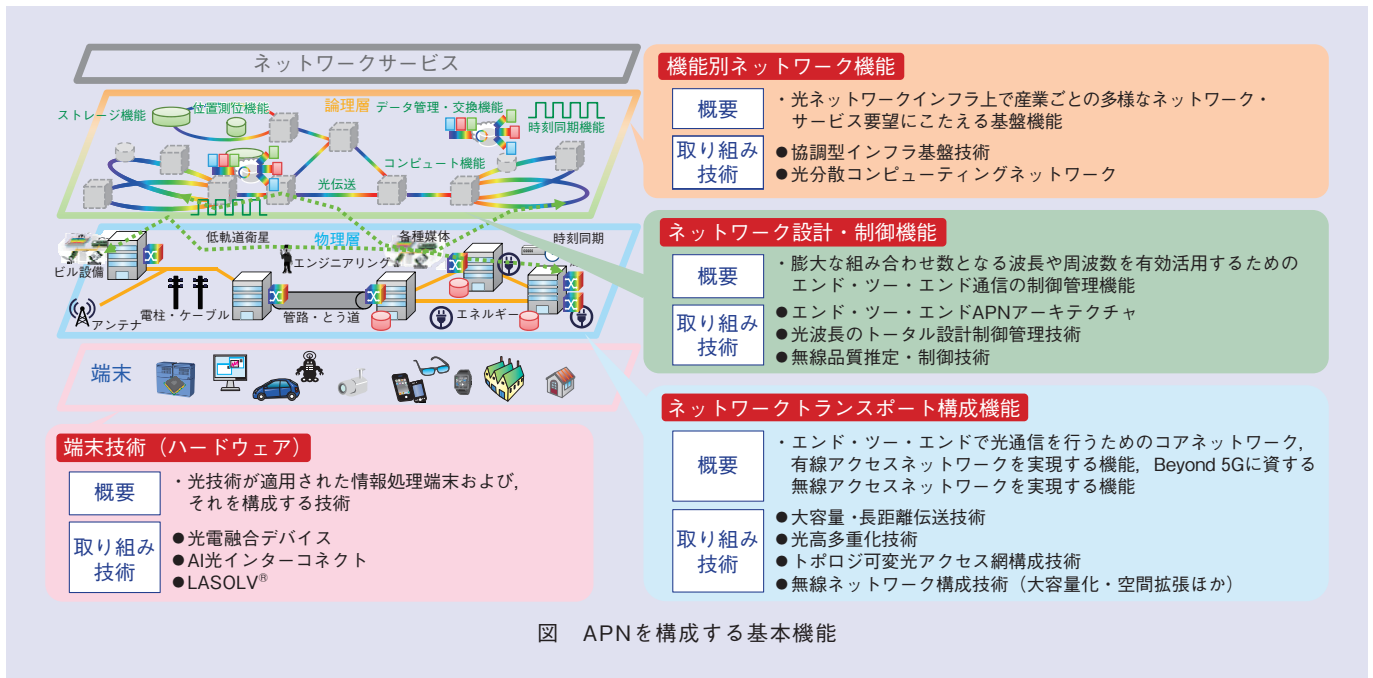 ネットワークサービス
ストレージ機能
位置測位機能
論理層
データ管理・交換機能
時刻同期機能
コンピュート機能
光伝送
低軌道衛星
物理層
各種媒体
時刻同期
ビル設備
エンジニアリング
アンテナ
電柱・ケーブル
管路・とう道
エネルギー
端末
機能別ネットワーク機能
概要
・光ネットワークインフラ上で産業ごとの多様なネットワーク・
サービス要望にこたえる基盤機能
取り組み
技術
●協調型インフラ基盤技術
●光分散コンピューティングネットワーク
ネットワーク設計・制御機能
概要
・膨大な組み合わせ数となる波長や周波数を有効活用するための
エンド・ツー・エンド通信の制御管理機能
取り組み
技術
●エンド・ツー・エンドAPNアーキテクチャ
●光波長のトータル設計制御管理技術
●無線品質推定・制御技術
ネットワークトランスポート構成機能
概要
・エンド・ツー・エンドで光通信を行うためのコアネットワーク，
有線アクセスネットワークを実現する機能，Beyond 5Gに資する
無線アクセスネットワークを実現する機能
取り組み
技術
●大容量・長距離伝送技術
●光高多重化技術
●トポロジ可変光アクセス網構成技術
●無線ネットワーク構成技術（大容量化・空間拡張ほか）
端末技術（ハードウェア）
概要
・光技術が適用された情報処理端末および，
それを構成する技術
取り組み
技術
●光電融合デバイス
●AI光インターコネクト
●LASOLV®
図　APNを構成する基本機能